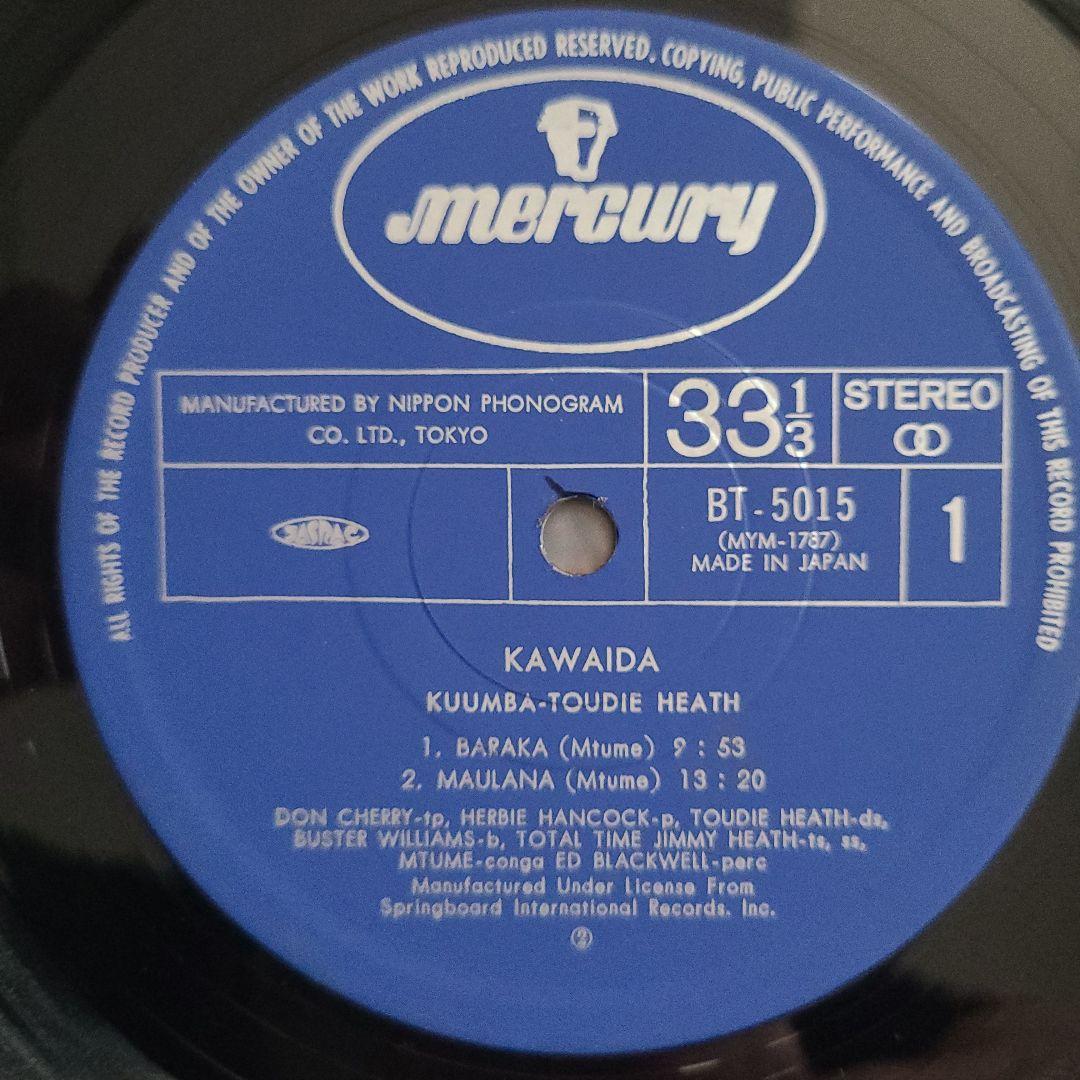 ALL RIGHTS OF THE RECORD PRODUCER AND OF THE OWNER OF THE WORK REPRODUCED RESERVED. COPYING, PUBLIC PERFORMANCE AND BROADCASTING OF THIS RECORD PROHIBITED
mercury
MANUFACTURED BY NIPPON PHONOGRAM
CO. LTD., TOKYO
33 1/3
STEREO
JASRAC
BT-5015
(MYM-1787)
MADE IN JAPAN
1
KAWAIDA
KUUMBA-TOUDIE HEATH
1. BARAKA (Mtume) 9 : 53
2. MAULANA (Mtume) 13 : 20
DON CHERRY-tp, HERBIE HANCOCK-p, TOUDIE HEATH-ds,
BUSTER WILLIAMS-b, TOTAL TIME JIMMY HEATH-ts, ss,
MTUME-conga ED BLACKWELL-perc
Manufactured Under License From
Springboard International Records. Inc.
②